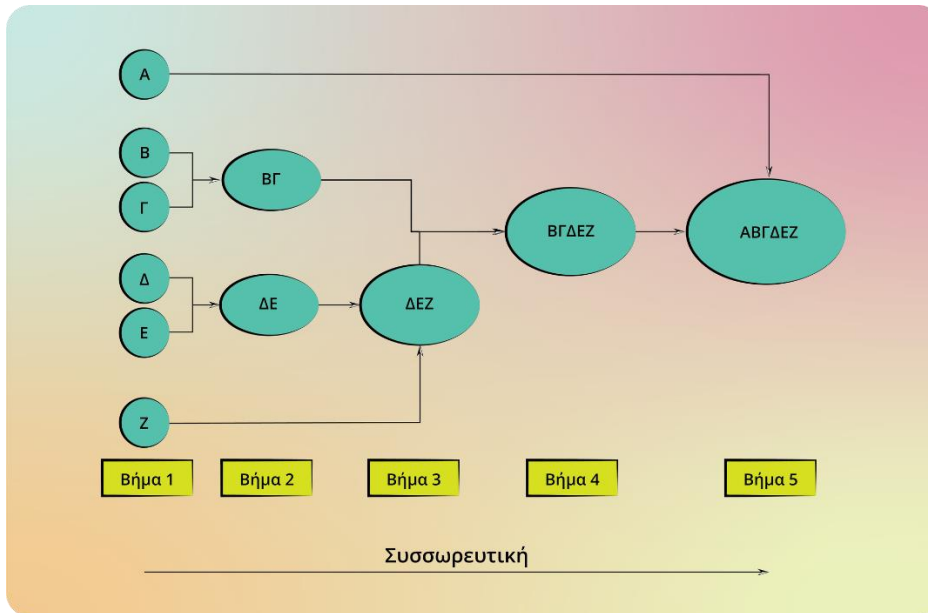 Α
Β
Γ
ΒΓ
ΒΓΔΕΖ
ΑΒΓΔΕΖ
Δ
Ε
ΔΕ
ΔΕΖ
Ζ
Βήμα 1
Βήμα 2
Βήμα 3
Βήμα 4
Βήμα 5
Συσσωρευτική